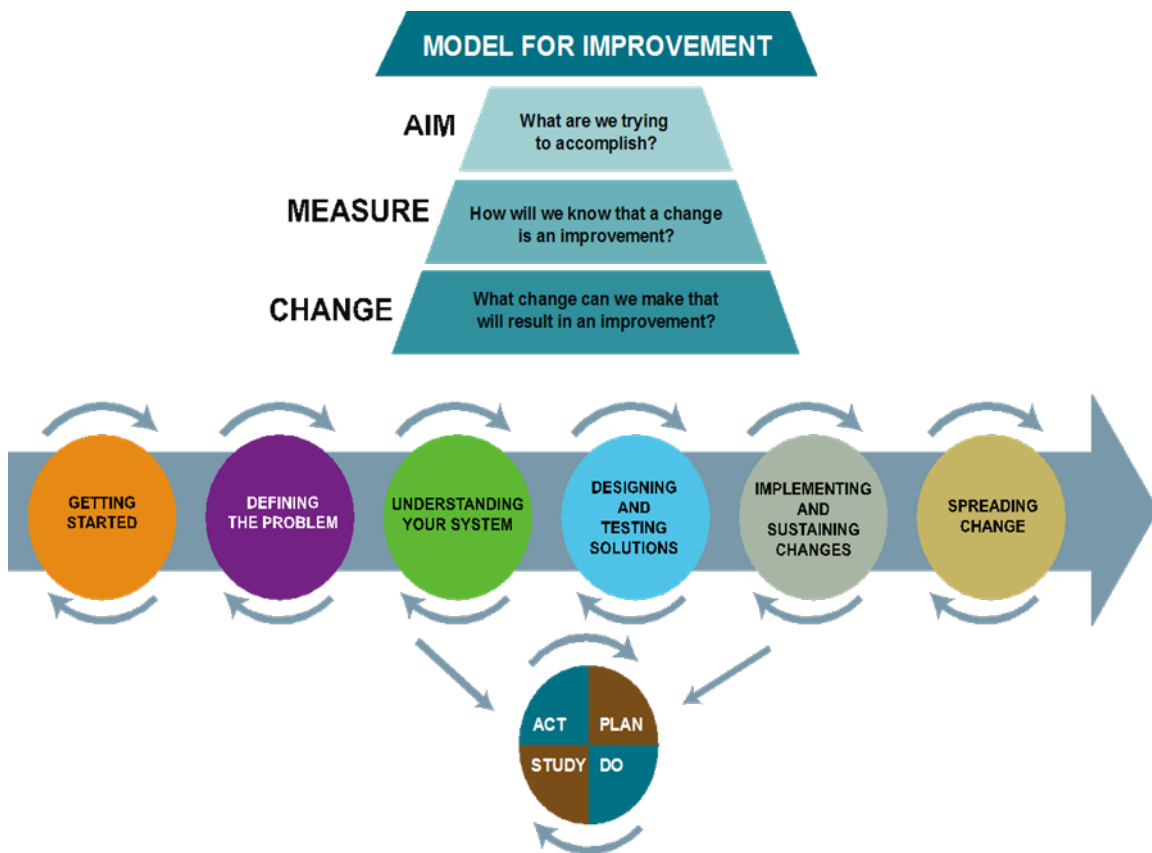 MODEL FOR IMPROVEMENT
AIM
What are we trying
to accomplish?
MEASURE
How will we know that a change
is an improvement?
CHANGE
What change can we make that
will result in an improvement?
GETTING
STARTED
DEFINING
THE PROBLEM
UNDERSTANDING
YOUR SYSTEM
DESIGNING
AND
TESTING
SOLUTIONS
IMPLEMENTING
AND
SUSTAINING
CHANGES
SPREADING
CHANGE
ACT
PLAN
STUDY
DO